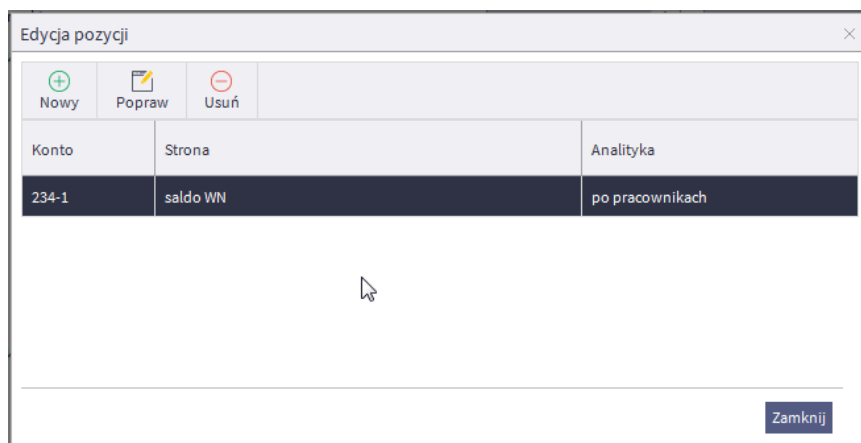 Edycja pozycji
Nowy Popraw Usuń
Konto Strona Analityka
234-1 saldo WN po pracownikach
Zamknij